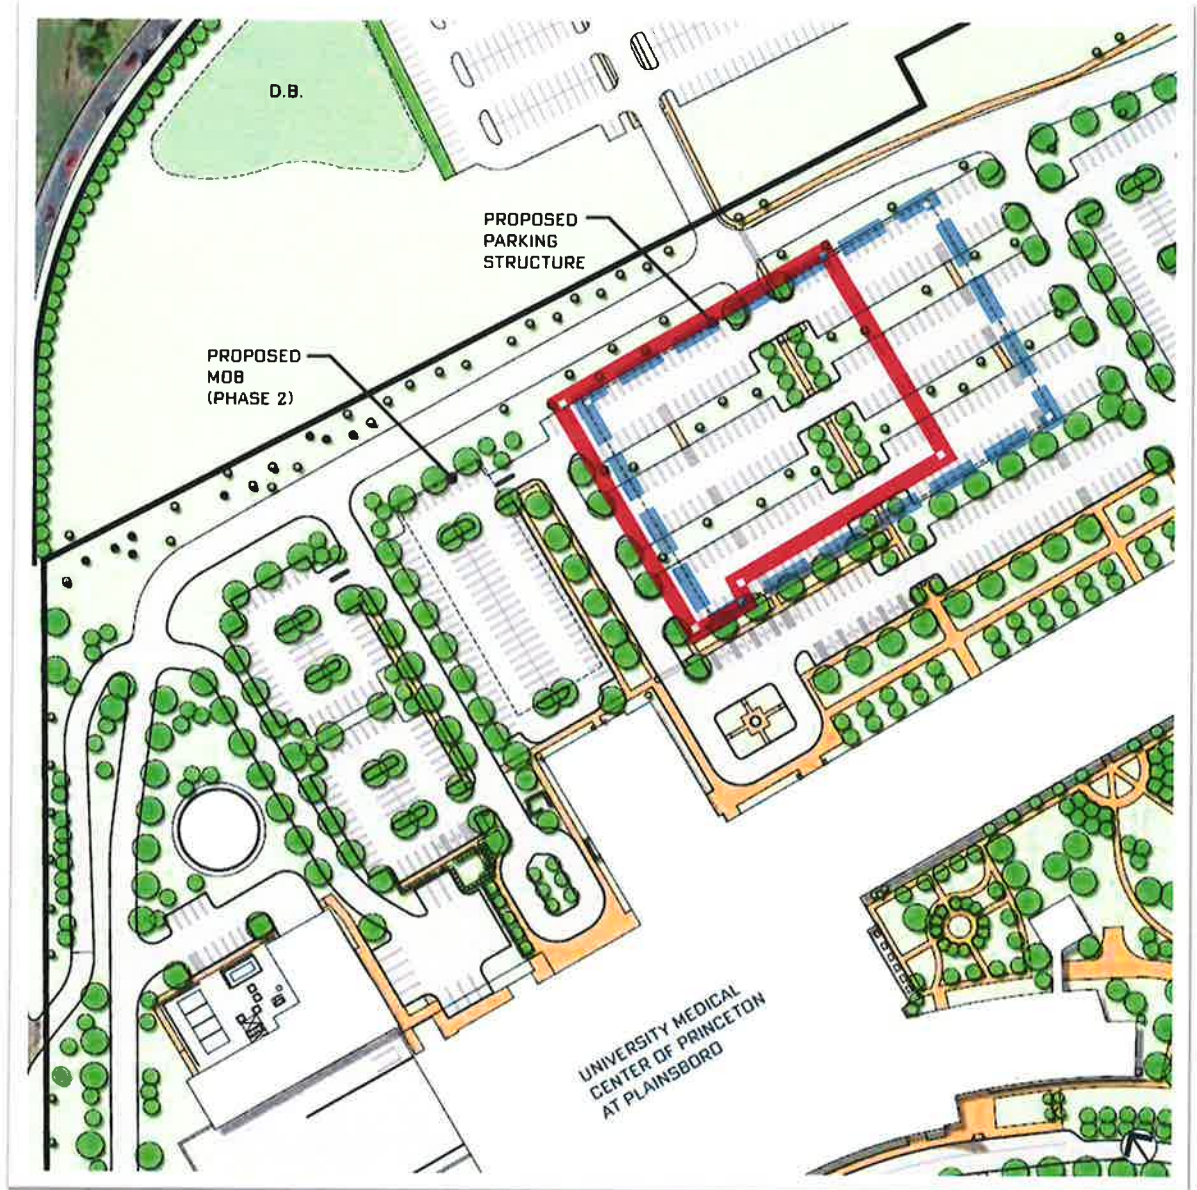 D.B.
PROPOSED
PARKING
STRUCTURE
PROPOSED
MOB
(PHASE 2)
UNIVERSITY MEDICAL
CENTER OF PRINCETON
AT PLAINSBORO